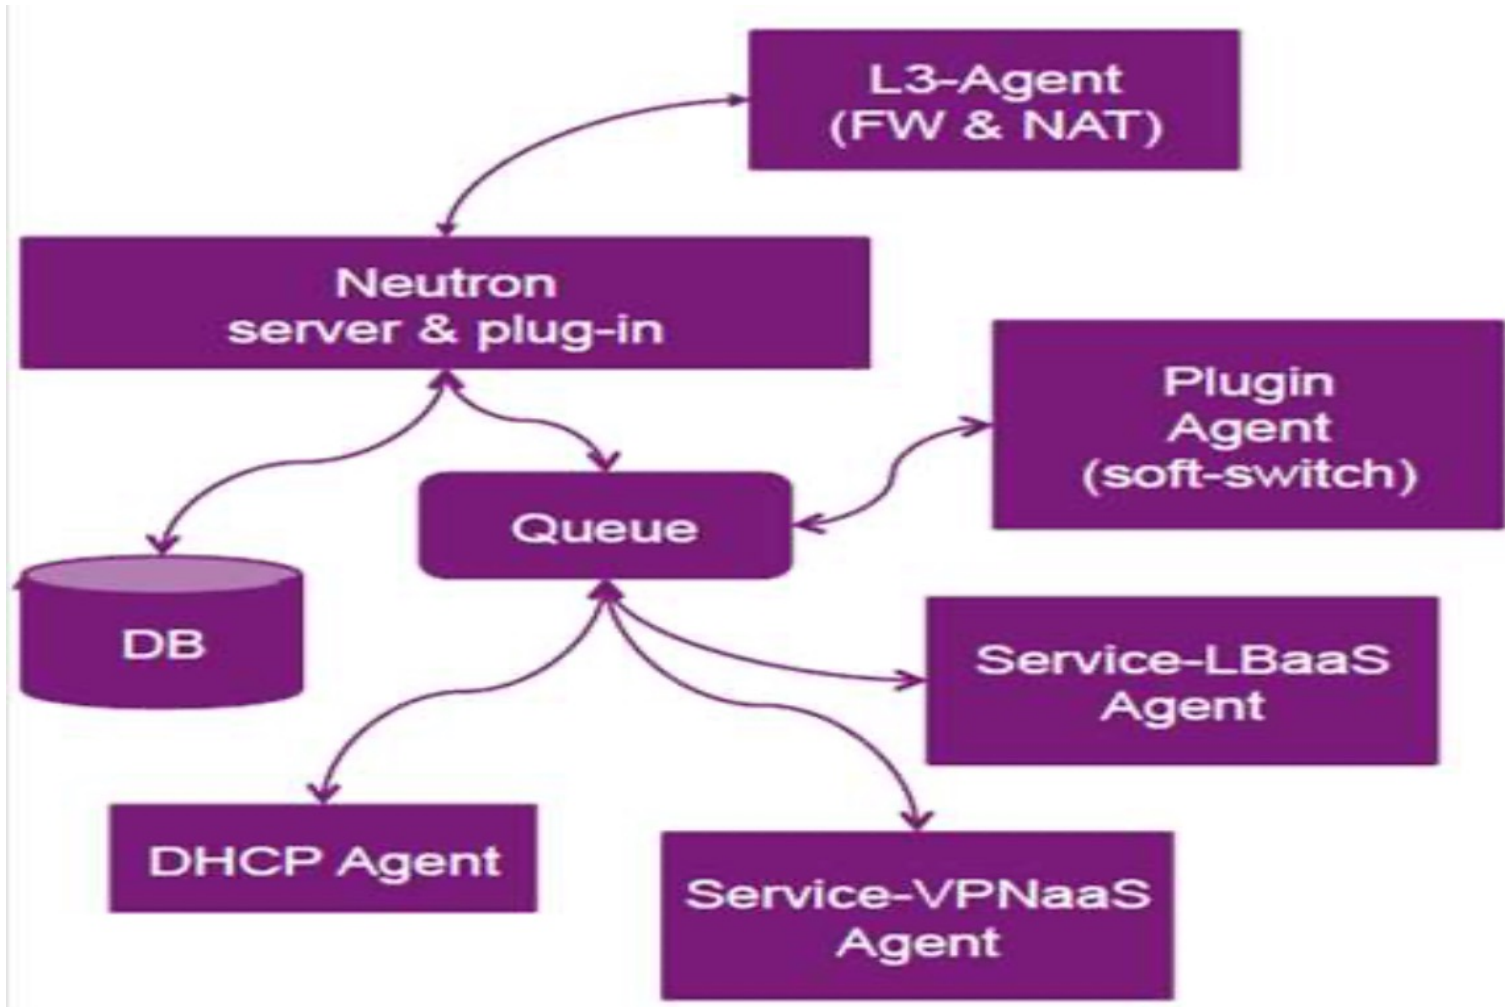 L3-Agent
(FW & NAT)
Neutron
server & plug-in
Plugin
Agent
(soft-switch)
Queue
DB
Service-LBaaS
Agent
DHCP Agent
Service-VPNaaS
Agent